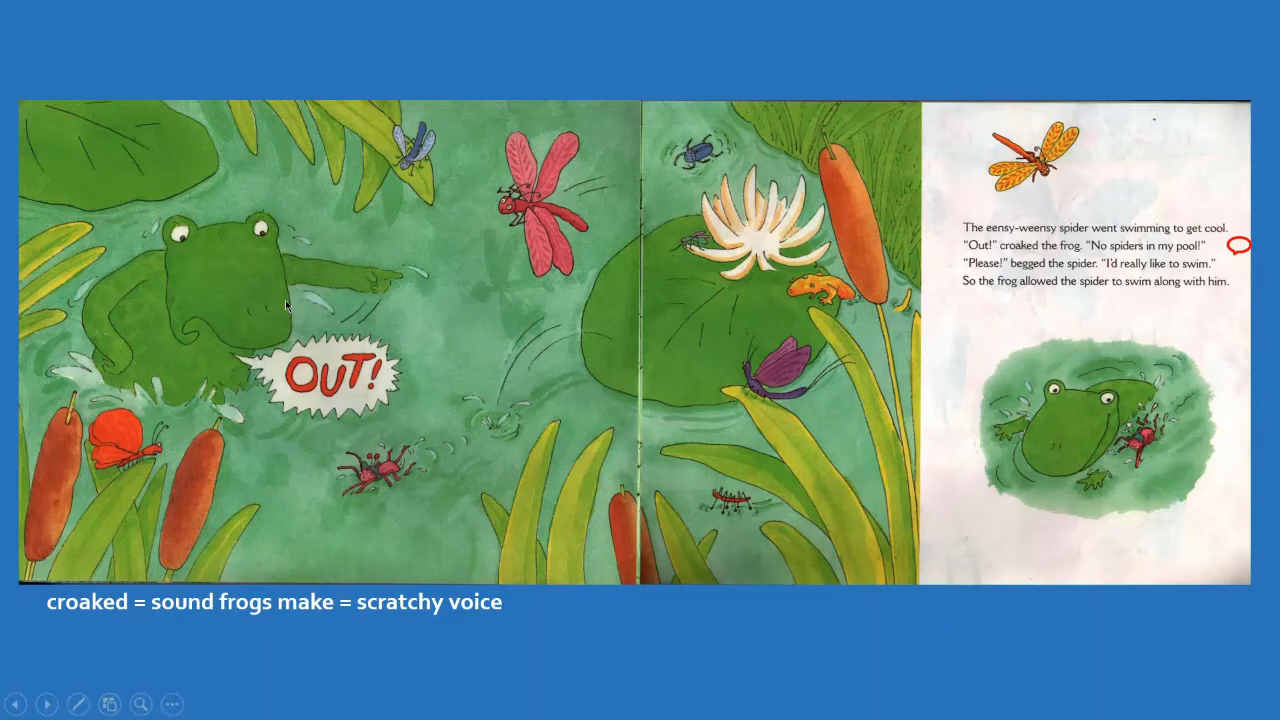 OUT!
The eensy-weensy spider went swimming to get cool.
“Out!” croaked the frog. “No spiders in my pool!”
“Please!” begged the spider. “I’d really like to swim.”
So the frog allowed the spider to swim along with him.
croaked = sound frogs make = scratchy voice